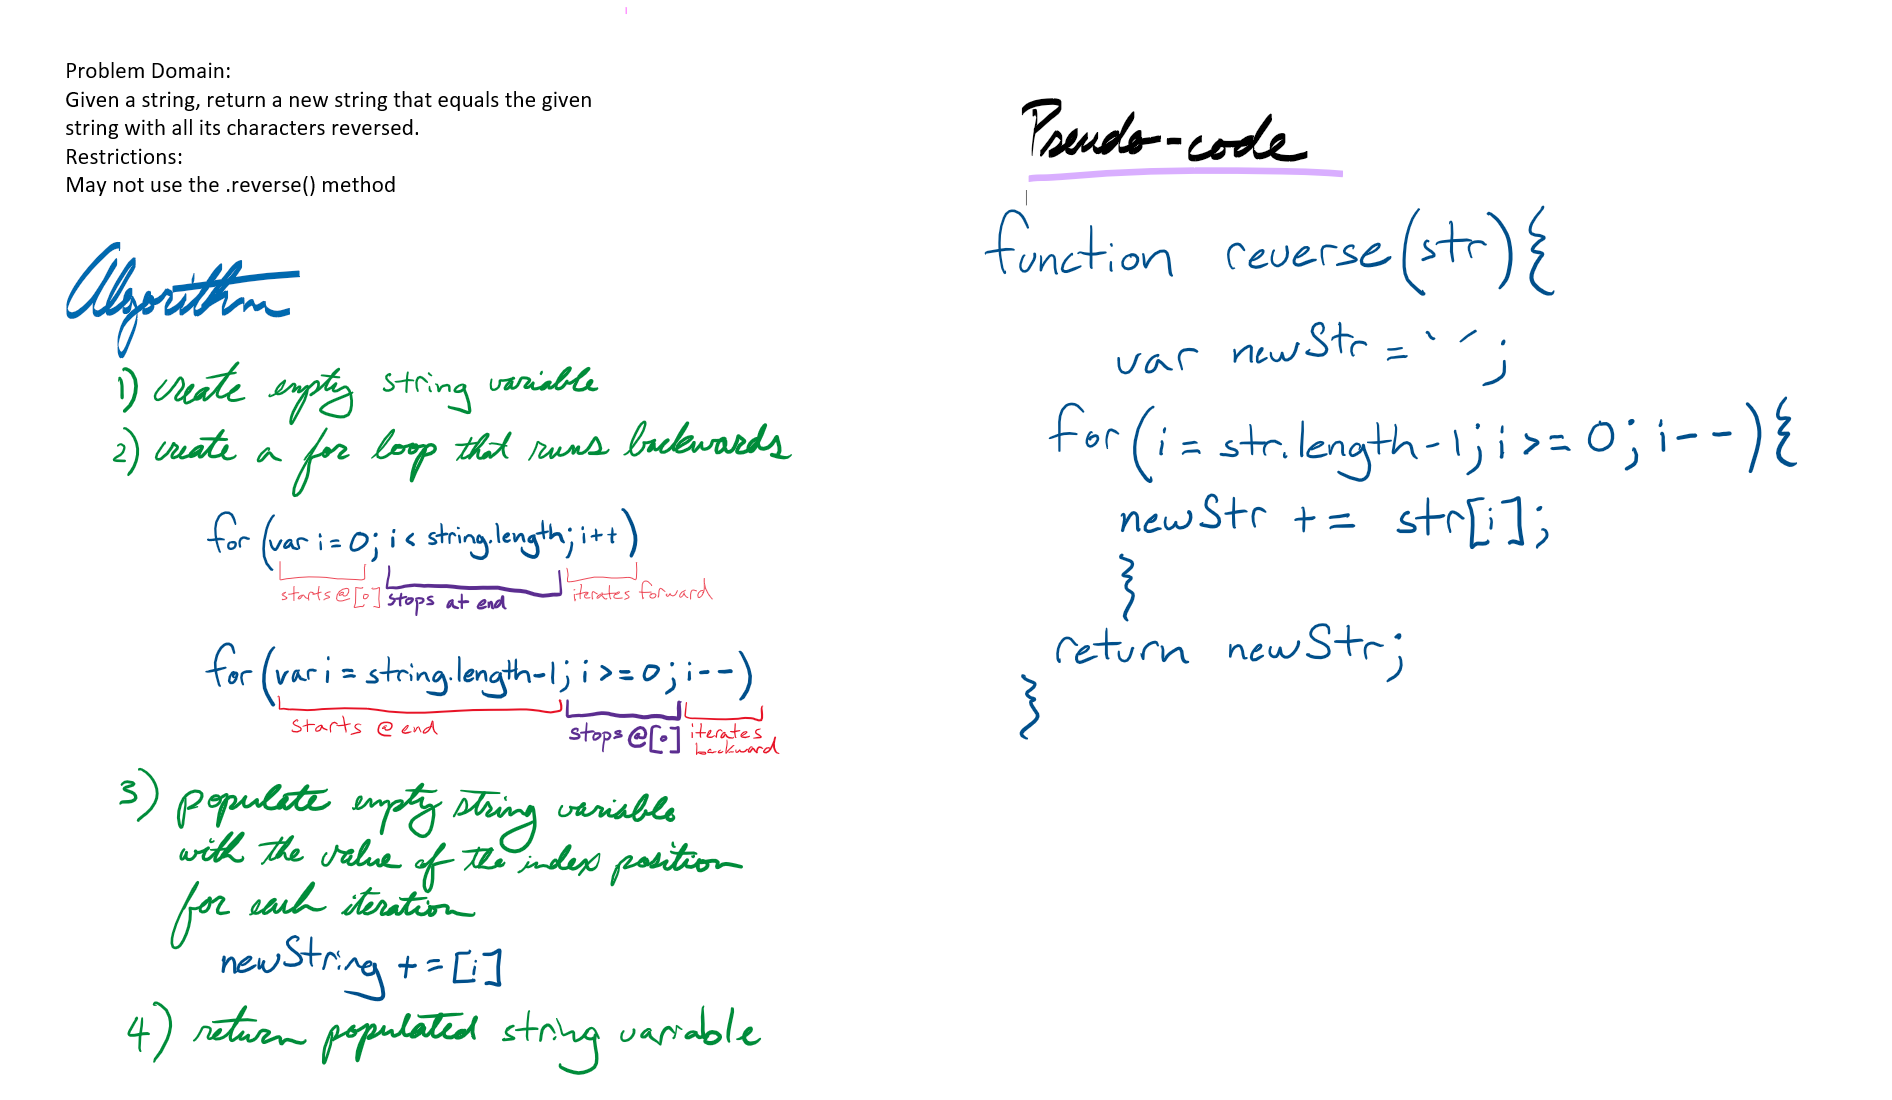 Problem Domain:
Given a string, return a new string that equals the given
string with all its characters reversed.
Restrictions:
May not use the .reverse() method
Algorithm
1) create empty string variable
2) create a for loop that runs backwards
for (var i = 0; i < string.length; i++)
starts @ [0] stops at end iterates forward
for (var i = string.length-1; i >= 0; i--)
starts @ end stops @ [0] iterates
backward
3) populate empty string variable
with the value of the index position
for each iteration
newString += [i]
4) return populated string variable
Pseudo-code
function reverse(str){
var newStr = ` ´;
for (i = str.length-1; i >= 0; i--){
newStr += str[i];
}
return newStr;
}